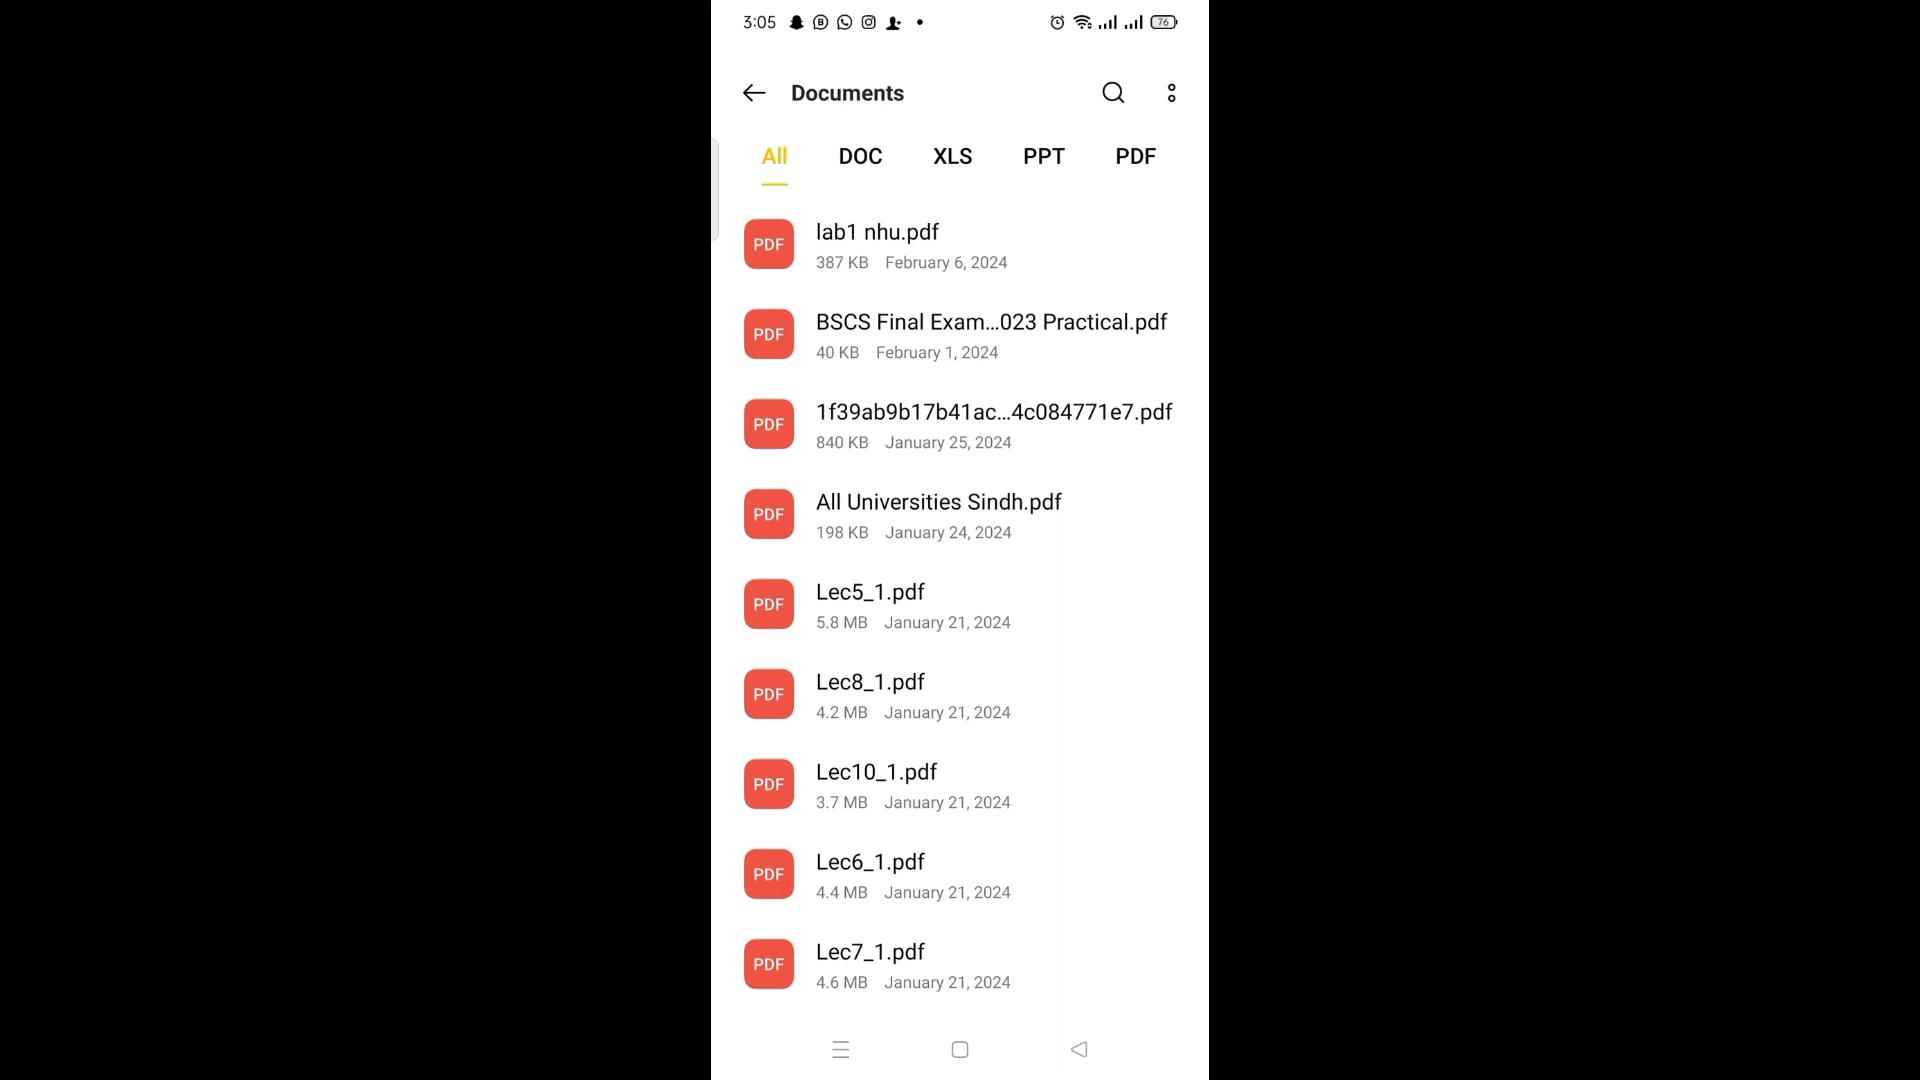 3:05
76
Documents
All DOC XLS PPT PDF
PDF
lab1 nhu.pdf
387 KB February 6, 2024
PDF
BSCS Final Exam...023 Practical.pdf
40 KB February 1, 2024
PDF
1f39ab9b17b41ac...4c084771e7.pdf
840 KB January 25, 2024
PDF
All Universities Sindh.pdf
198 KB January 24, 2024
PDF
Lec5_1.pdf
5.8 MB January 21, 2024
PDF
Lec8_1.pdf
4.2 MB January 21, 2024
PDF
Lec10_1.pdf
3.7 MB January 21, 2024
PDF
Lec6_1.pdf
4.4 MB January 21, 2024
PDF
Lec7_1.pdf
4.6 MB January 21, 2024